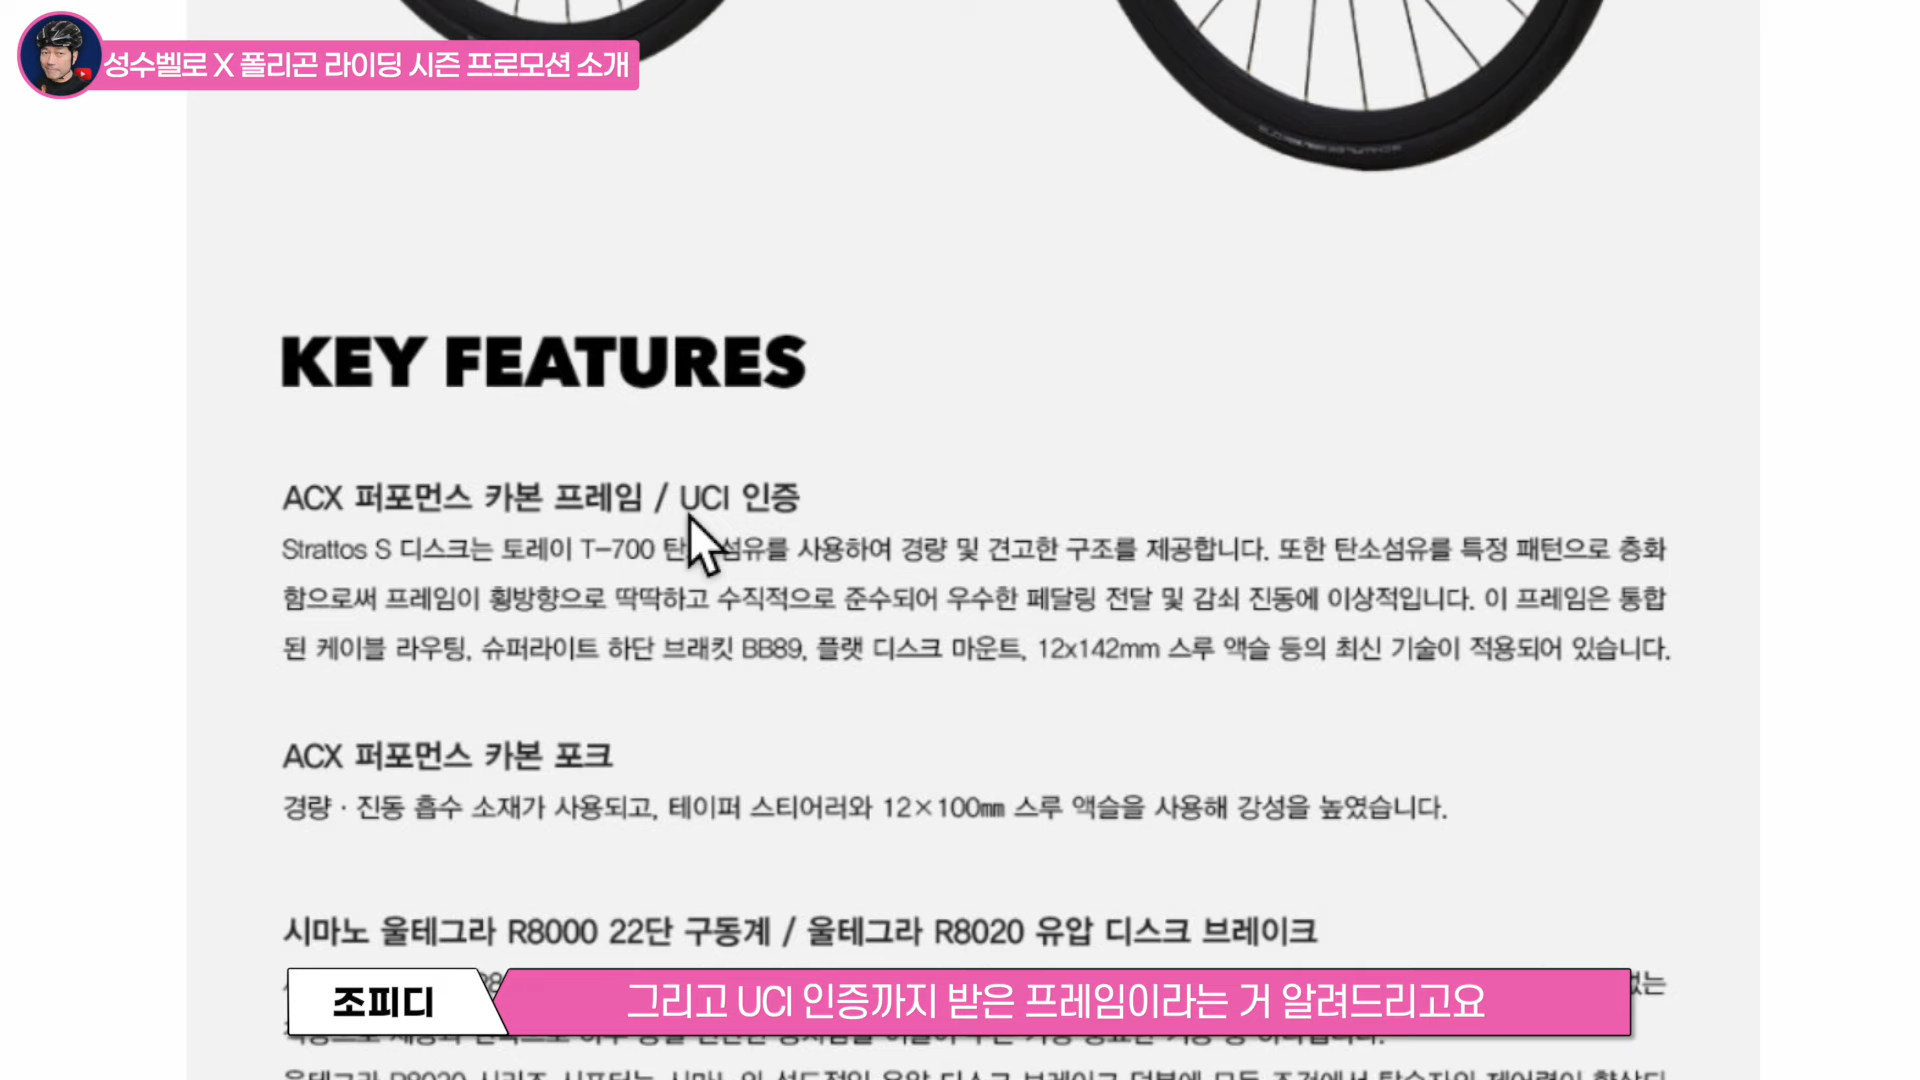 성수벨로 X 폴리곤 라이딩 시즌 프로모션 소개
KEY FEATURES
ACX 퍼포먼스 카본 프레임 / UCI 인증
Strattos S 디스크는 토레이 T-700 탄 섬유를 사용하여 경량 및 견고한 구조를 제공합니다. 또한 탄소섬유를 특정 패턴으로 층화
함으로써 프레임이 횡방향으로 딱딱하고 수직적으로 준수되어 우수한 페달링 전달 및 감쇠 진동에 이상적입니다. 이 프레임은 통합
된 케이블 라우팅, 슈퍼라이트 하단 브래킷 BB89, 플랫 디스크 마운트, 12x142mm 스루 액슬 등의 최신 기술이 적용되어 있습니다.
ACX 퍼포먼스 카본 포크
경량 · 진동 흡수 소재가 사용되고, 테이퍼 스티어러와 12×100㎜ 스루 액슬을 사용해 강성을 높였습니다.
시마노 울테그라 R8000 22단 구동계 / 울테그라 R8020 유압 디스크 브레이크
조피디
그리고 UCI 인증까지 받은 프레임이라는 거 알려드리고요